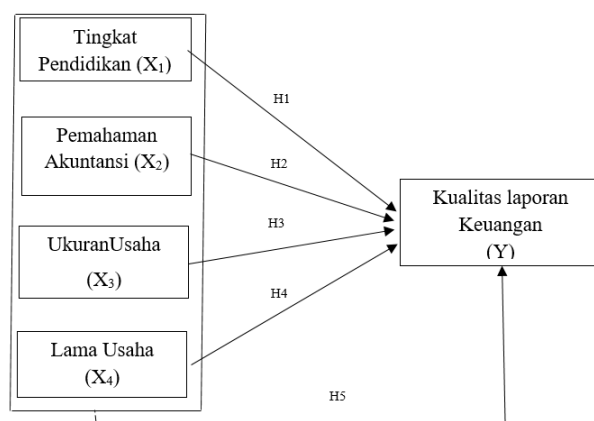 Tingkat
Pendidikan (X₁)
H1
Pemahaman
Akuntansi (X₂)
H2
Kualitas laporan
Keuangan
(Y)
UkuranUsaha
(X₃)
H3
H4
Lama Usaha
(X₄)
H5